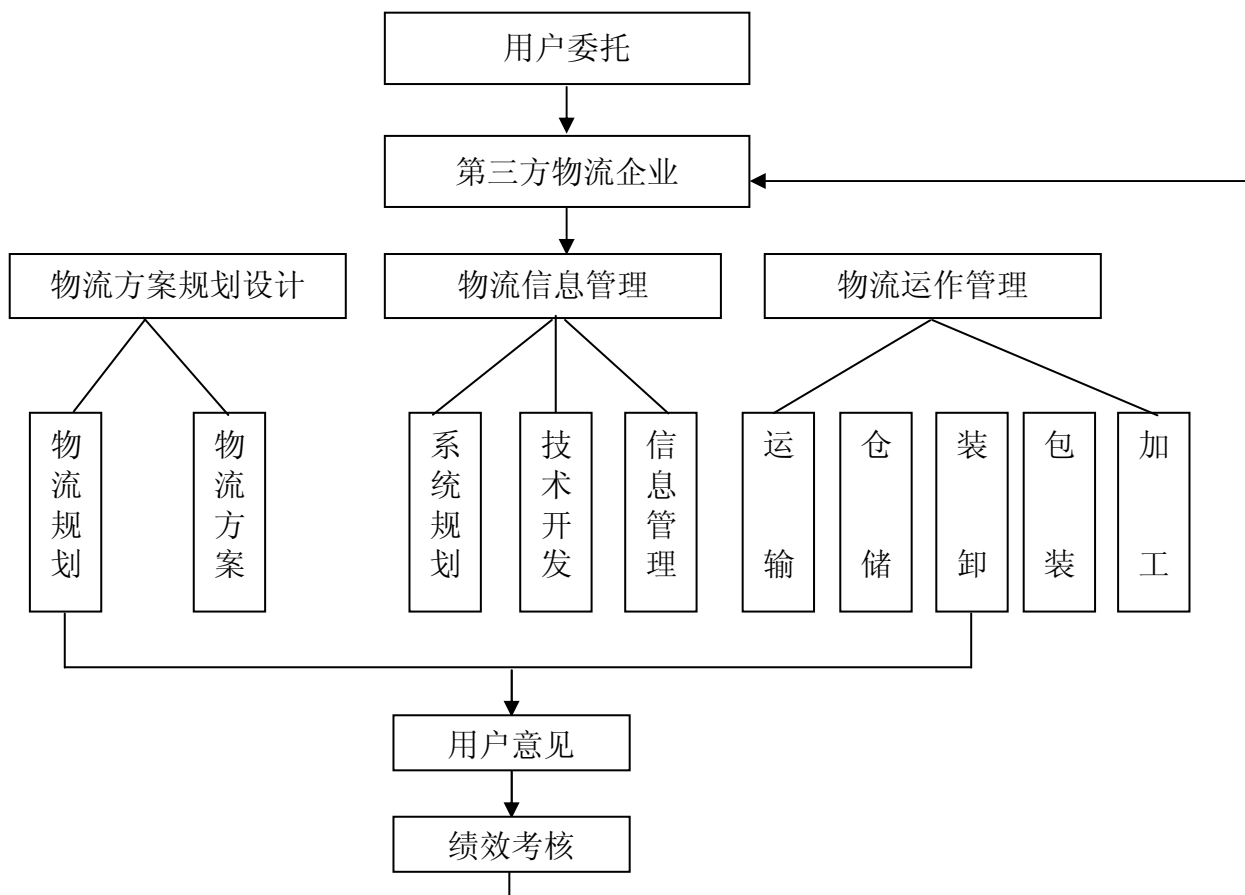 用户委托
第三方物流企业
物流方案规划设计
物流信息管理
物流运作管理
物流规划
物流方案
系统规划
技术开发
信息管理
运输
仓储
装卸
包装
加工
用户意见
绩效考核